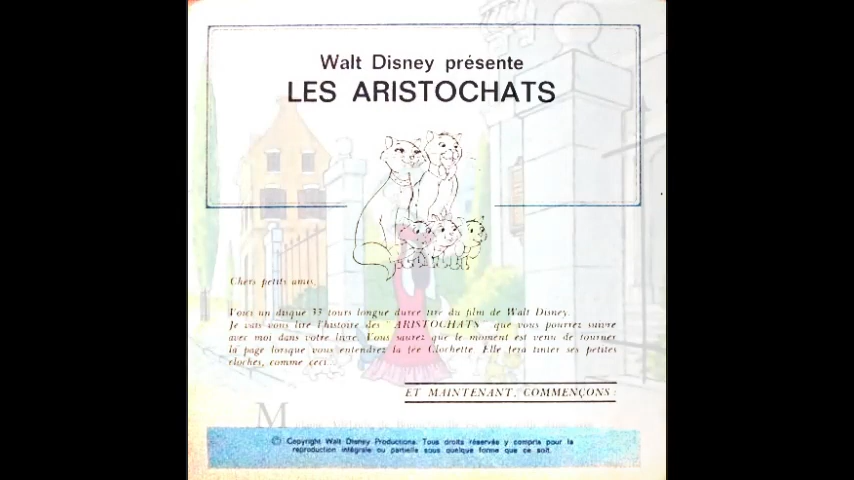 Walt Disney présente
LES ARISTOCHATS
Chers petits amis,
Voici un disque 33 tours longue durée tiré du film de Walt Disney.
Je vais vous lire l'histoire des ARISTOCHATS que vous pourrez suivre
avec moi dans votre livre. Vous saurez que le moment est venu de tourner
la page lorsque vous entendrez la fée Clochette. Elle fera tinter ses petites
cloches, comme ceci...
ET MAINTENANT, COMMENÇONS!
M
© Copyright Walt Disney Productions. Tous droits réservés y compris pour la
reproduction intégrale ou partielle sous quelque forme que ce soit.